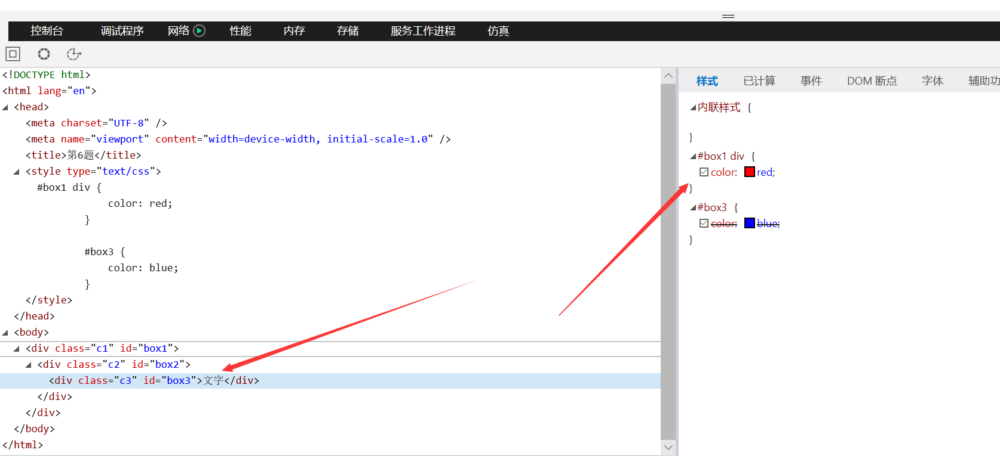 控制台 调试程序 网络 性能 内存 存储 服务工作进程 仿真
<!DOCTYPE html>
<html lang="en">
<head>
<meta charset="UTF-8" />
<meta name="viewport" content="width=device-width, initial-scale=1.0" />
<title>第6题</title>
<style type="text/css">
#box1 div {
color: red;
}
#box3 {
color: blue;
}
</style>
</head>
<body>
<div class="c1" id="box1">
<div class="c2" id="box2">
<div class="c3" id="box3">文字</div>
</div>
</div>
</body>
</html>
样式 已计算 事件 DOM 断点 字体 辅助功
内联样式 {
}
#box1 div {
color: red;
}
#box3 {
color: blue;
}